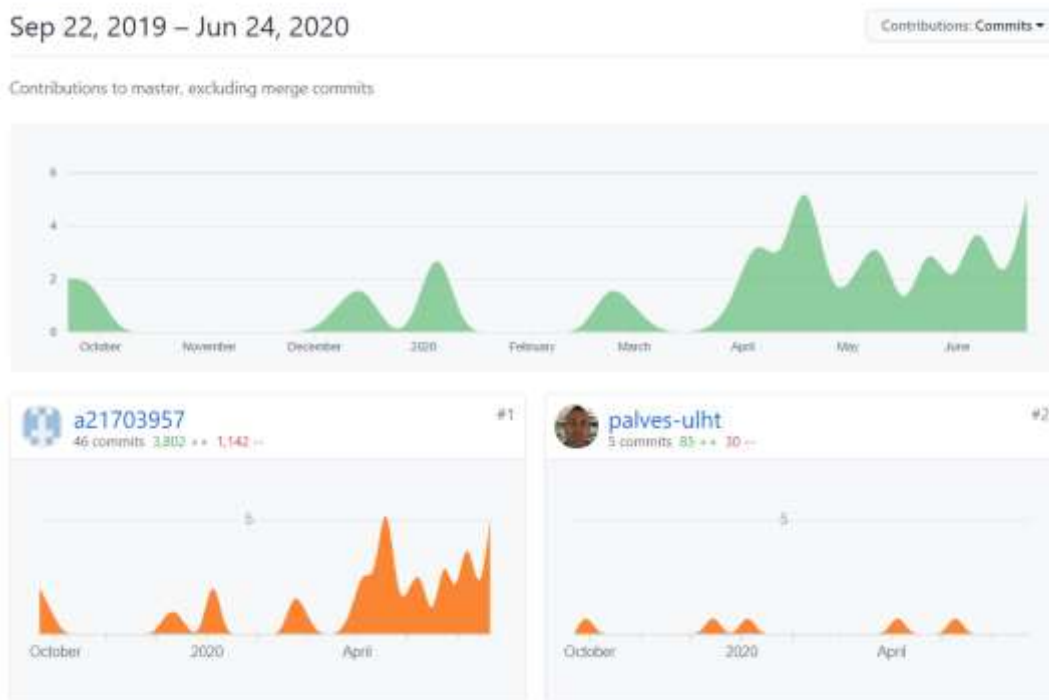 Sep 22, 2019 – Jun 24, 2020
Contributions: Commits
Contributions to master, excluding merge commits
6
4
2
0
October November December 2020 February March April May June
a21703957 #1
46 commits 3,802 ++ 1,142 --
5
October 2020 April
palves-ulht #2
5 commits 85 ++ 30 --
5
October 2020 April